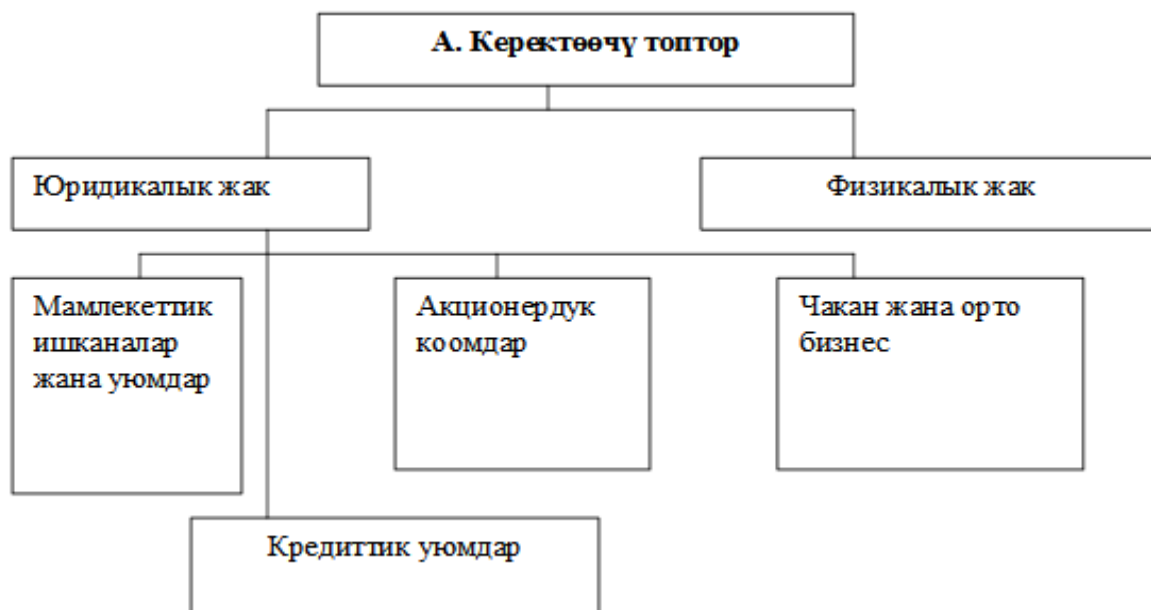 А. Керектөөчү топтор
Юридикалык жак
Физикалык жак
Мамлекеттик
ишканалар
жана уюмдар
Акционердук
коомдар
Чакан жана орто
бизнес
Кредиттик уюмдар